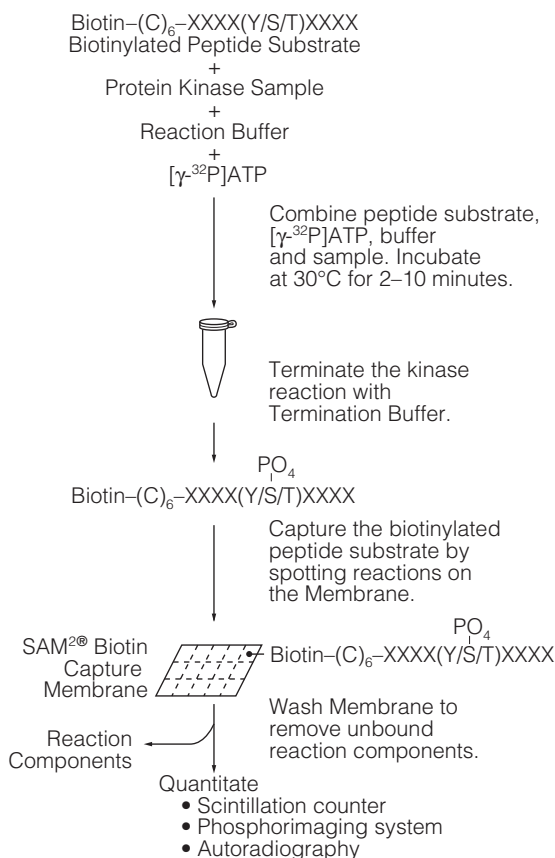 Biotin–(C)₆–XXXX(Y/S/T)XXXX
Biotinylated Peptide Substrate
+
Protein Kinase Sample
+
Reaction Buffer
+
[γ-³²P]ATP
Combine peptide substrate,
[γ-³²P]ATP, buffer
and sample. Incubate
at 30°C for 2–10 minutes.
Terminate the kinase
reaction with
Termination Buffer.
PO₄
Biotin–(C)₆–XXXX(Y/S/T)XXXX
Capture the biotinylated
peptide substrate by
spotting reactions on
the Membrane.
SAM²® Biotin
Capture
Membrane
PO₄
Biotin–(C)₆–XXXX(Y/S/T)XXXX
Wash Membrane to
remove unbound
reaction components.
Reaction
Components
Quantitate
• Scintillation counter
• Phosphorimaging system
• Autoradiography